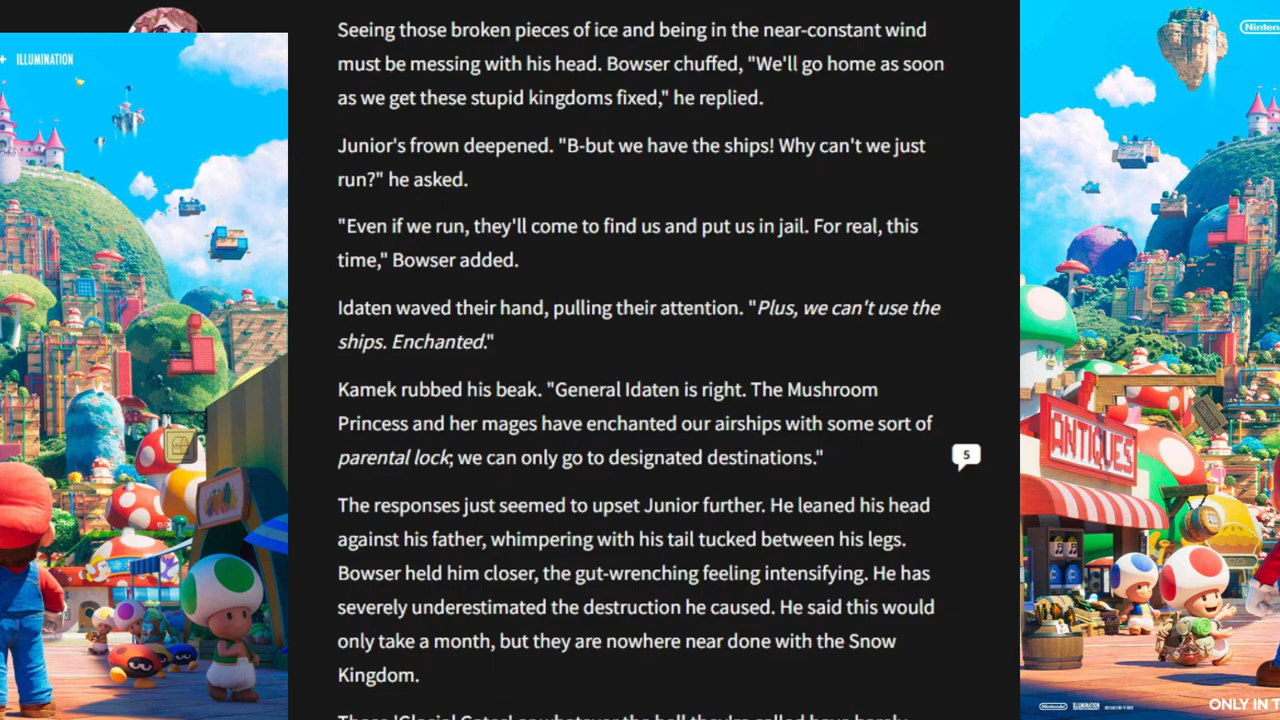 ILLUMINATION
Seeing those broken pieces of ice and being in the near-constant wind
must be messing with his head. Bowser chuffed, "We'll go home as soon
as we get these stupid kingdoms fixed," he replied.
Junior's frown deepened. "B-but we have the ships! Why can't we just
run?" he asked.
"Even if we run, they'll come to find us and put us in jail. For real, this
time," Bowser added.
Idaten waved their hand, pulling their attention. "Plus, we can't use the
ships. Enchanted."
Kamek rubbed his beak. "General Idaten is right. The Mushroom
Princess and her mages have enchanted our airships with some sort of
parental lock; we can only go to designated destinations."
5
The responses just seemed to upset Junior further. He leaned his head
against his father, whimpering with his tail tucked between his legs.
Bowser held him closer, the gut-wrenching feeling intensifying. He has
severely underestimated the destruction he caused. He said this would
only take a month, but they are nowhere near done with the Snow
Kingdom.
ANTIQUES
Nintendo
ONLY IN T